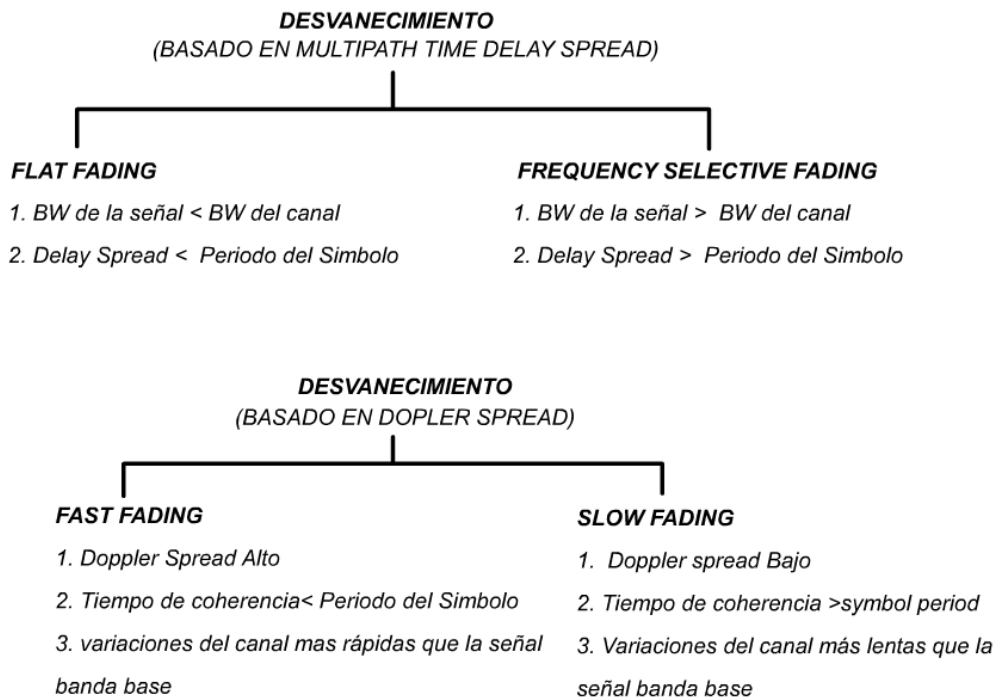 DESVANECIMIENTO
(BASADO EN MULTIPATH TIME DELAY SPREAD)
FLAT FADING
1. BW de la señal < BW del canal
2. Delay Spread < Periodo del Simbolo
FREQUENCY SELECTIVE FADING
1. BW de la señal > BW del canal
2. Delay Spread > Periodo del Simbolo
DESVANECIMIENTO
(BASADO EN DOPLER SPREAD)
FAST FADING
1. Doppler Spread Alto
2. Tiempo de coherencia< Periodo del Simbolo
3. variaciones del canal mas rápidas que la señal
banda base
SLOW FADING
1. Doppler spread Bajo
2. Tiempo de coherencia >symbol period
3. Variaciones del canal más lentas que la
señal banda base